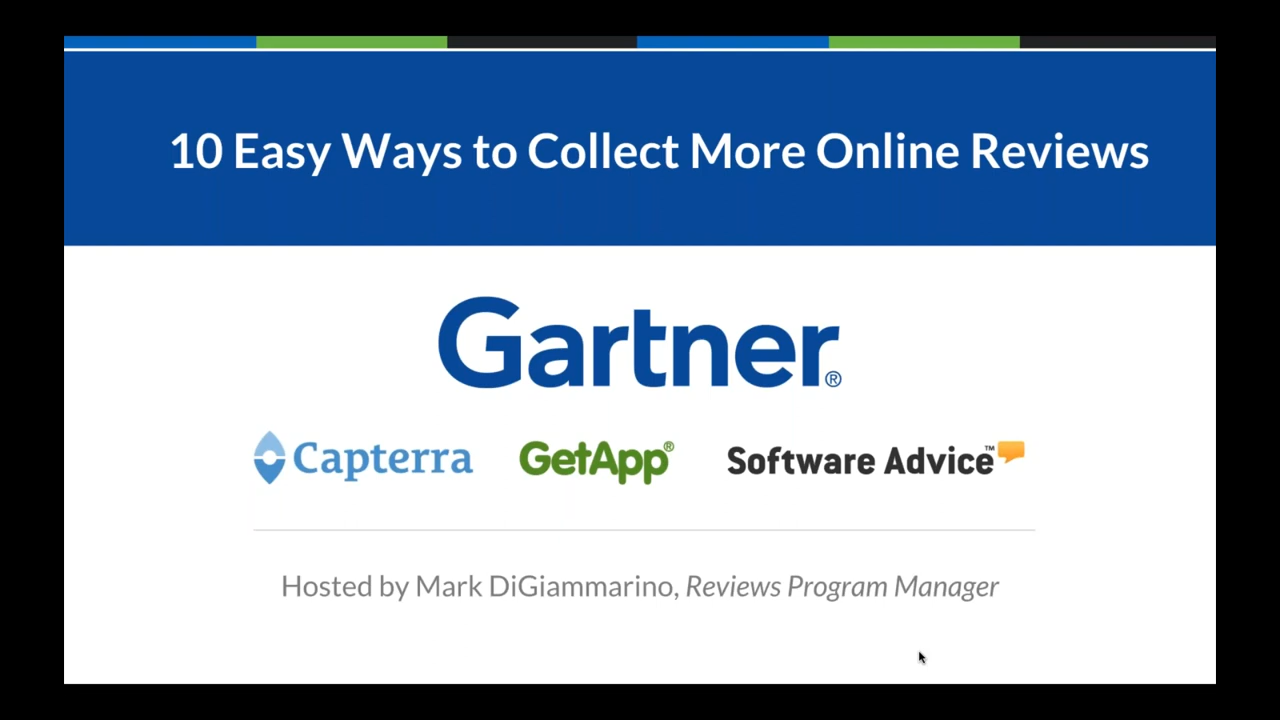 10 Easy Ways to Collect More Online Reviews
Gartner®
Capterra
GetApp®
Software Advice™
Hosted by Mark DiGiammarino, Reviews Program Manager